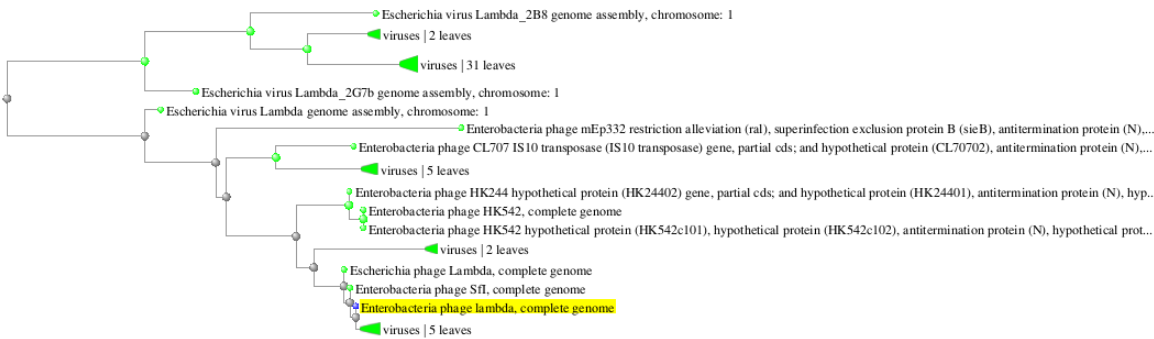 Escherichia virus Lambda_2B8 genome assembly, chromosome: 1
viruses | 2 leaves
viruses | 31 leaves
Escherichia virus Lambda_2G7b genome assembly, chromosome: 1
Escherichia virus Lambda genome assembly, chromosome: 1
Enterobacteria phage mEp332 restriction alleviation (ral), superinfection exclusion protein B (sieB), antitermination protein (N),...
Enterobacteria phage CL707 IS10 transposase (IS10 transposase) gene, partial cds; and hypothetical protein (CL70702), antitermination protein (N),...
viruses | 5 leaves
Enterobacteria phage HK244 hypothetical protein (HK24402) gene, partial cds; and hypothetical protein (HK24401), antitermination protein (N), hyp..
Enterobacteria phage HK542, complete genome
Enterobacteria phage HK542 hypothetical protein (HK542c101), hypothetical protein (HK542c102), antitermination protein (N), hypothetical prot...
viruses | 2 leaves
Escherichia phage Lambda, complete genome
Enterobacteria phage SfI, complete genome
Enterobacteria phage lambda, complete genome
viruses | 5 leaves